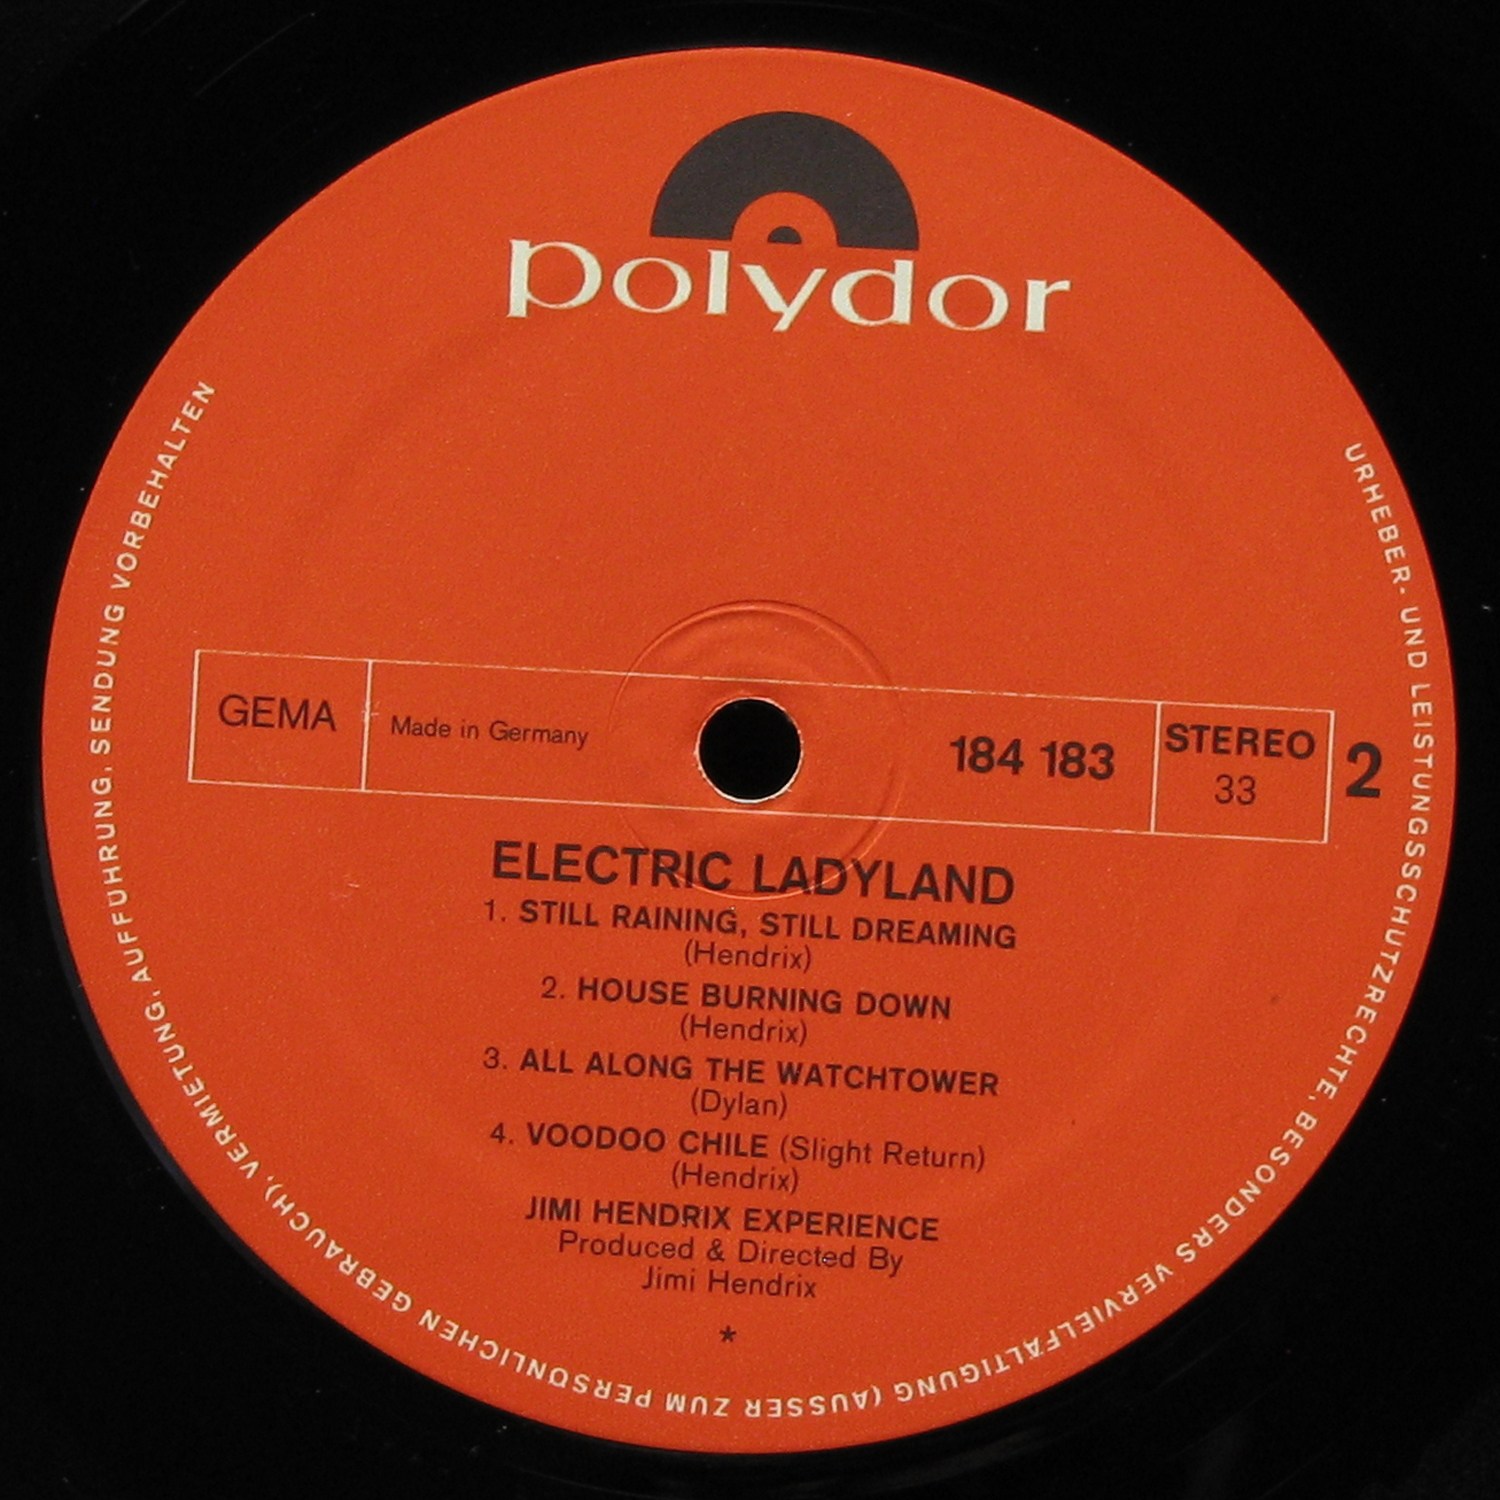 polydor
URHEBER- UND LEISTUNGSSCHUTZRECHTE, BESONDERS VERVIELFÄLTIGUNG (AUSSER ZUM PERSÖNLICHEN GEBRAUCH), VERMIETUNG, AUFFÜHRUNG, SENDUNG VORBEHALTEN
GEMA
Made in Germany
184 183
STEREO
33
2
ELECTRIC LADYLAND
1. STILL RAINING, STILL DREAMING
(Hendrix)
2. HOUSE BURNING DOWN
(Hendrix)
3. ALL ALONG THE WATCHTOWER
(Dylan)
4. VOODOO CHILE (Slight Return)
(Hendrix)
JIMI HENDRIX EXPERIENCE
Produced & Directed By
Jimi Hendrix
*